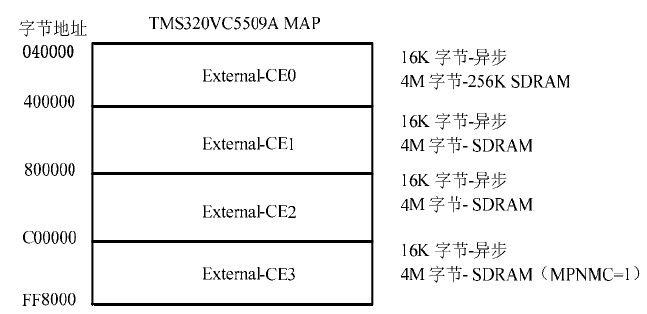 字节地址 TMS320VC5509A MAP
040000
External-CE0
16K 字节-异步
4M 字节-256K SDRAM
400000
External-CE1
16K 字节-异步
4M 字节- SDRAM
800000
External-CE2
16K 字节-异步
4M 字节- SDRAM
C00000
External-CE3
16K 字节-异步
4M 字节- SDRAM（MPNMC=1）
FF8000